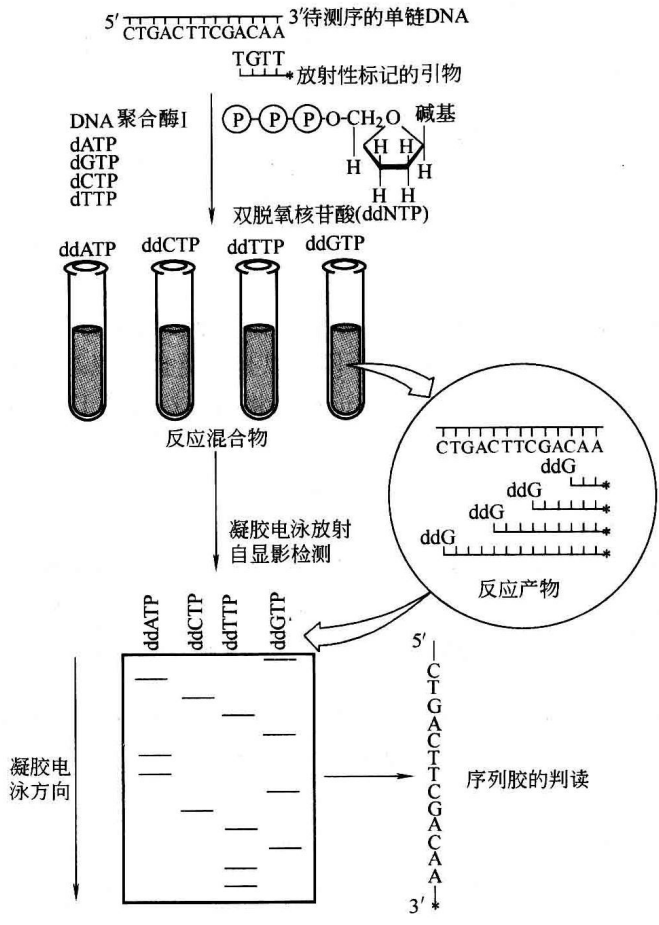 5′ 3′待测序的单链DNA
CTGACTTCGACAA
TGTT
*放射性标记的引物
DNA聚合酶I
dATP
dGTP
dCTP
dTTP
P-P-P-O-CH₂ O 碱基
H H
H H
H H
双脱氧核苷酸(ddNTP)
ddATP ddCTP ddTTP ddGTP
反应混合物
CTGACTTCGACAA
ddG *
ddG *
ddG *
ddG *
反应产物
凝胶电泳放射
自显影检测
ddATP ddCTP ddTTP ddGTP
凝胶电
泳方向
5′
C
T
G
A
C
T
T
C
G
A
C
A
A
3′ *
序列胶的判读